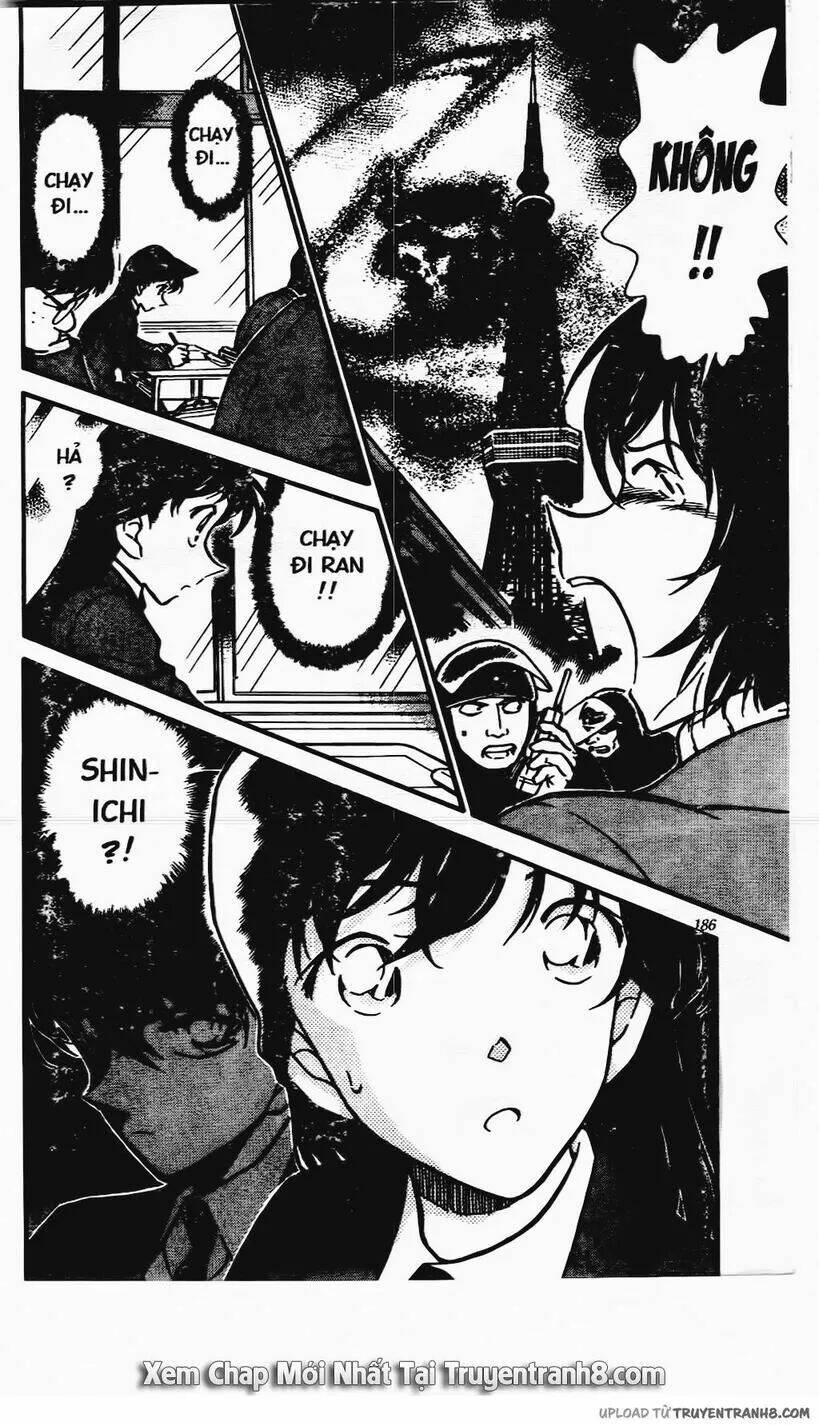 KHÔNG
!!
CHẠY
ĐI...
CHẠY
ĐI...
HẢ
?
CHẠY
ĐI RAN
!!
SHIN-
ICHI
?!
186
Xem Chap Mới Nhất Tại Truyentranh8.com
UPLOAD TỪ TRUYENTRANH8.COM